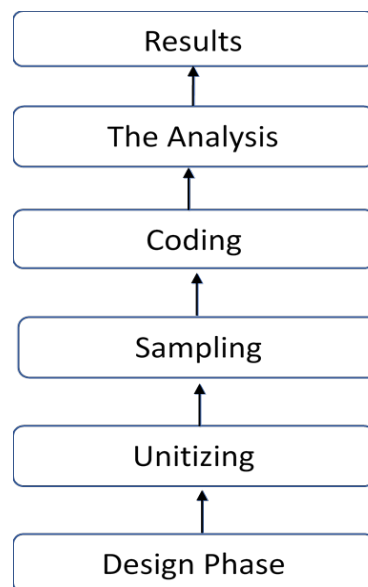 Results
The Analysis
Coding
Sampling
Unitizing
Design Phase